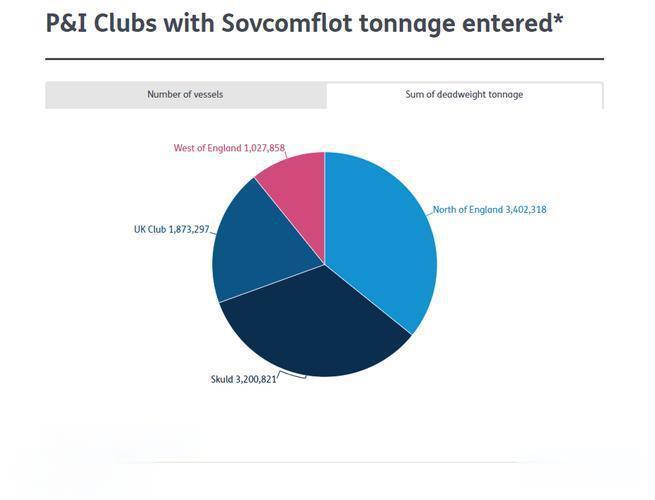 P&I Clubs with Sovcomflot tonnage entered*
Number of vessels
Sum of deadweight tonnage
West of England 1,027,858
North of England 3,402,318
UK Club 1,873,297
Skuld 3,200,821